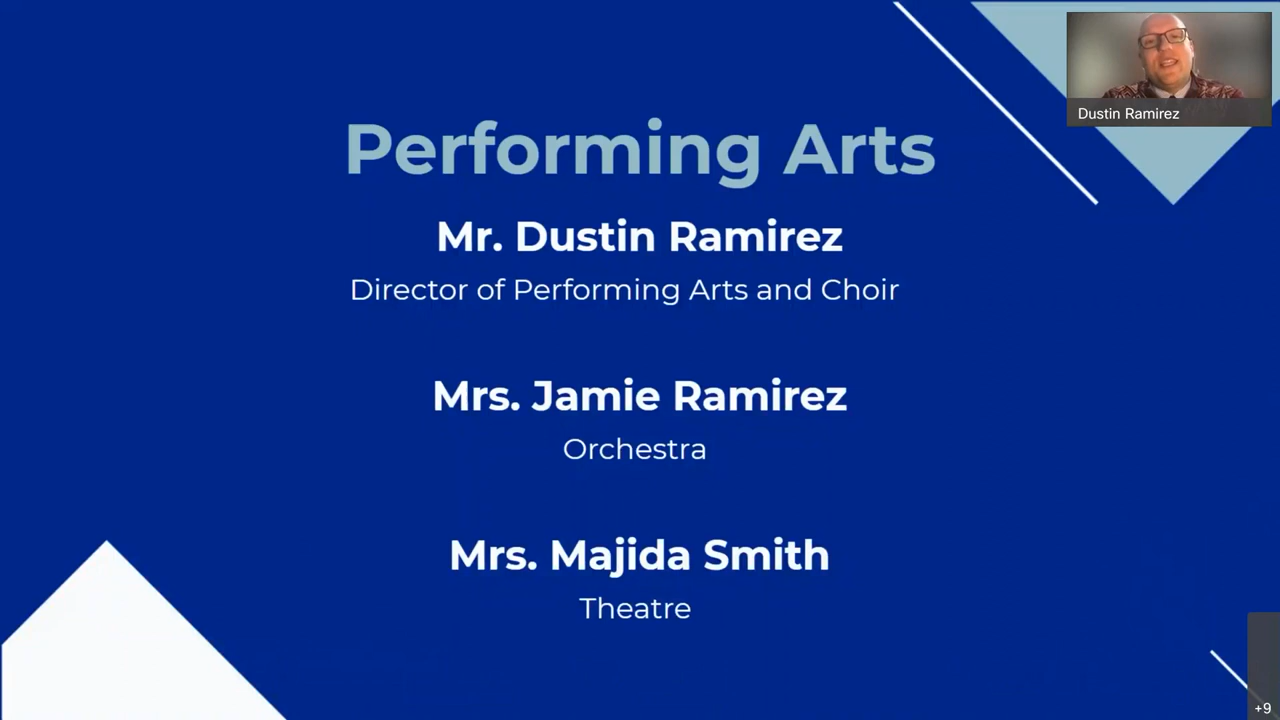 Dustin Ramirez
Performing Arts
Mr. Dustin Ramirez
Director of Performing Arts and Choir
Mrs. Jamie Ramirez
Orchestra
Mrs. Majida Smith
Theatre
+9